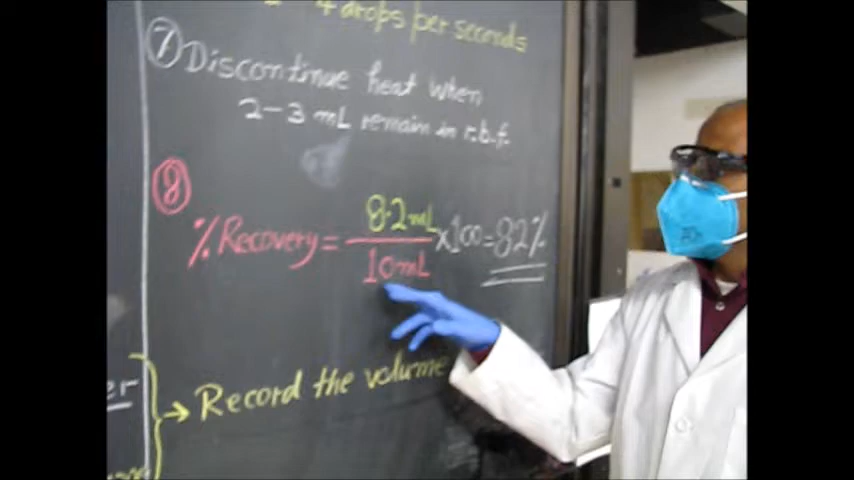 4 drops per seconds
7 Discontinue heat when
2-3 mL remain in r.b.f.
8
% Recovery = 8.2mL / 10mL x100 = 82%
er
→ Record the volume